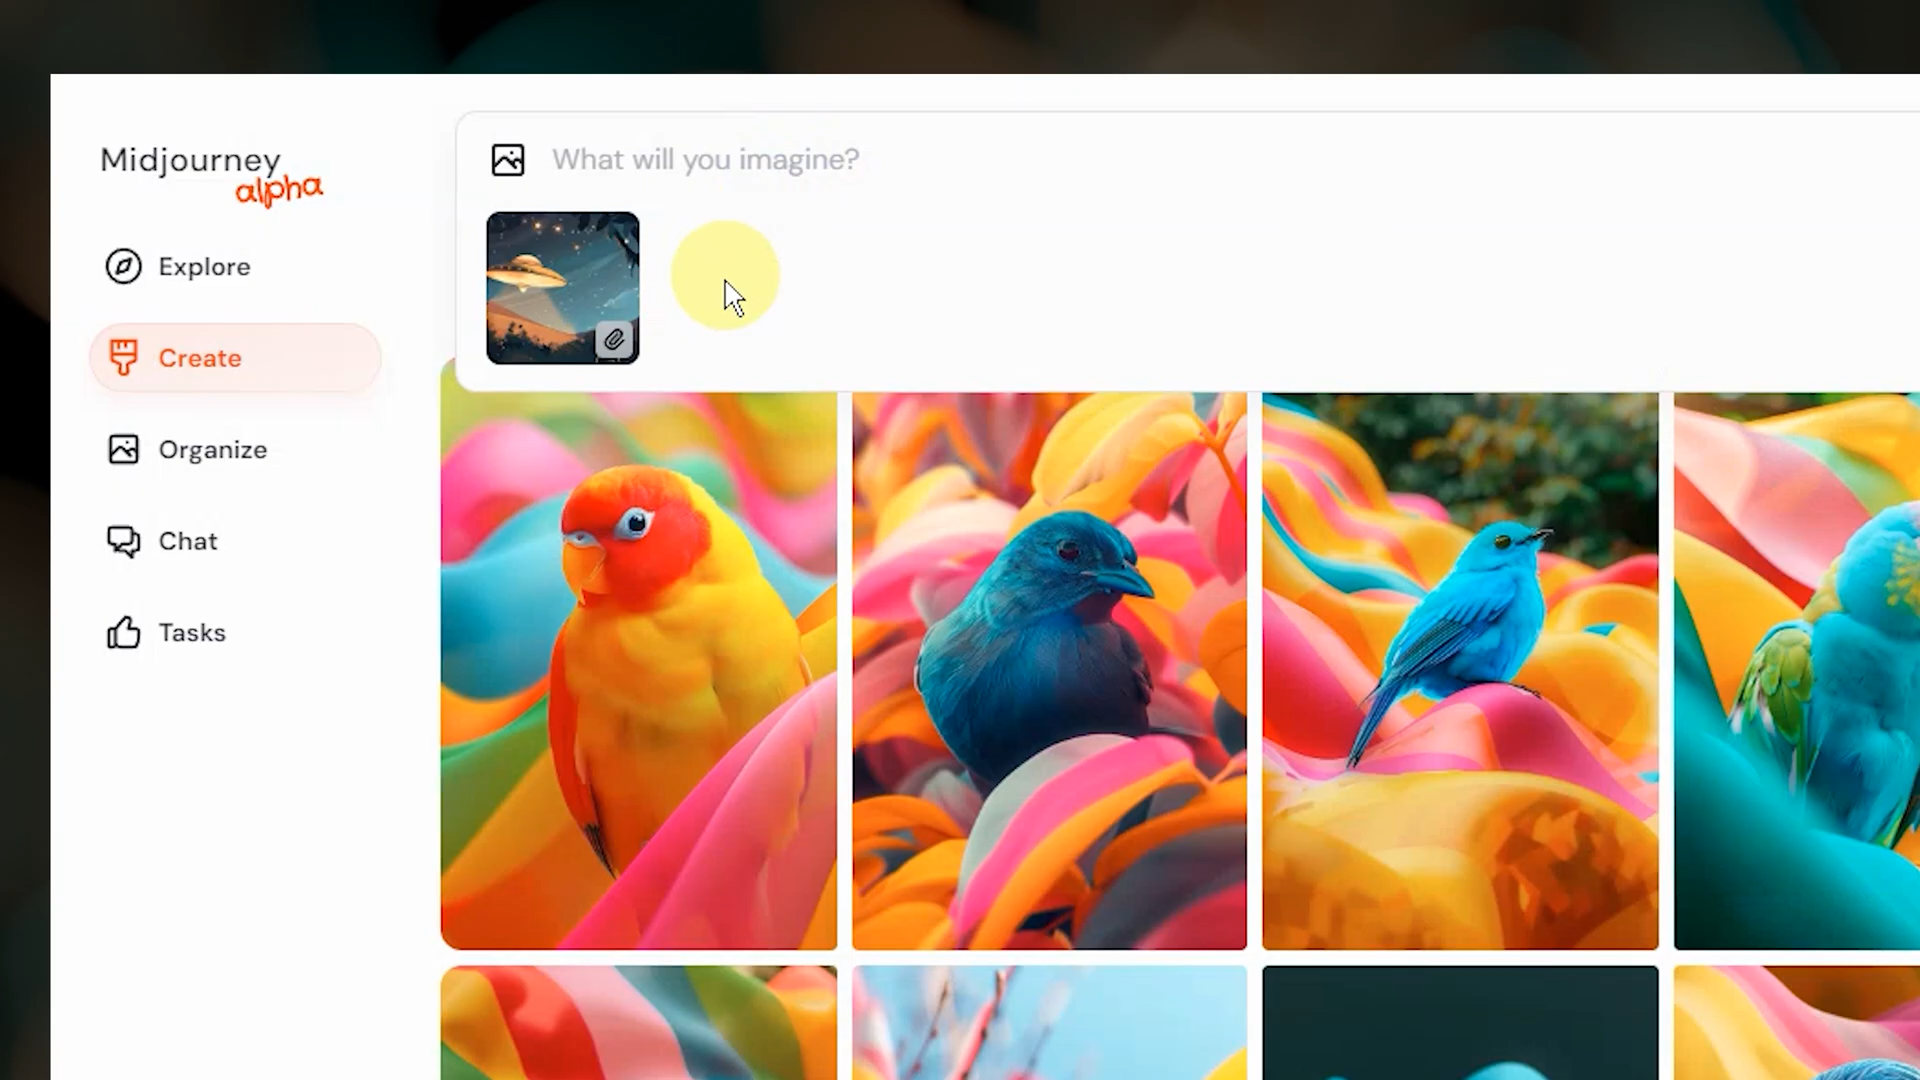 Midjourney
alpha
What will you imagine?
Explore
Create
Organize
Chat
Tasks